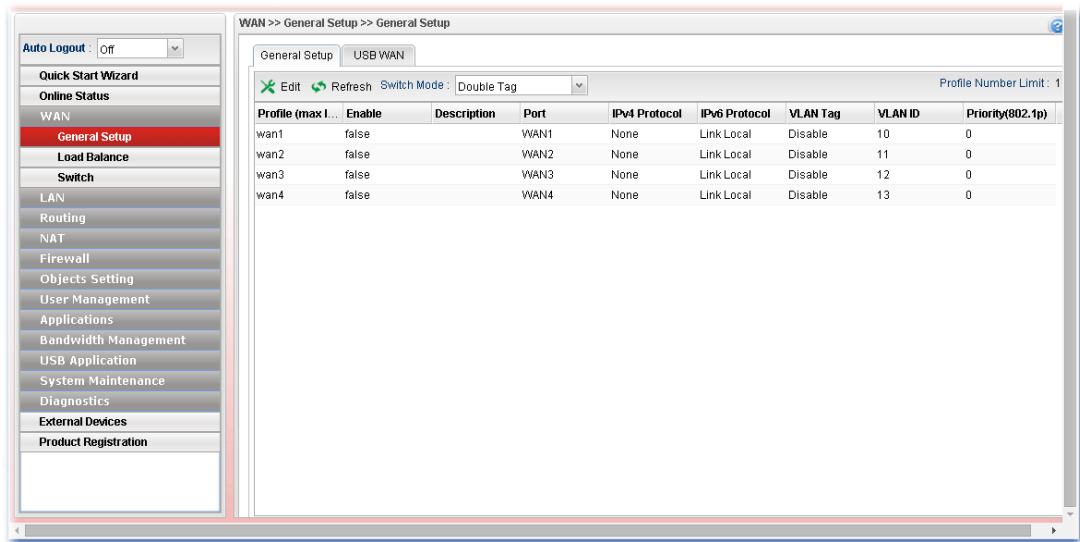 WAN >> General Setup >> General Setup
Auto Logout : Off
Quick Start Wizard
Online Status
WAN
General Setup
Load Balance
Switch
LAN
Routing
NAT
Firewall
Objects Setting
User Management
Applications
Bandwidth Management
USB Application
System Maintenance
Diagnostics
External Devices
Product Registration
General Setup USB WAN
Edit Refresh Switch Mode : Double Tag Profile Number Limit : 1
Profile (max l... Enable Description Port IPv4 Protocol IPv6 Protocol VLAN Tag VLAN ID Priority(802.1p)
wan1 false WAN1 None Link Local Disable 10 0
wan2 false WAN2 None Link Local Disable 11 0
wan3 false WAN3 None Link Local Disable 12 0
wan4 false WAN4 None Link Local Disable 13 0